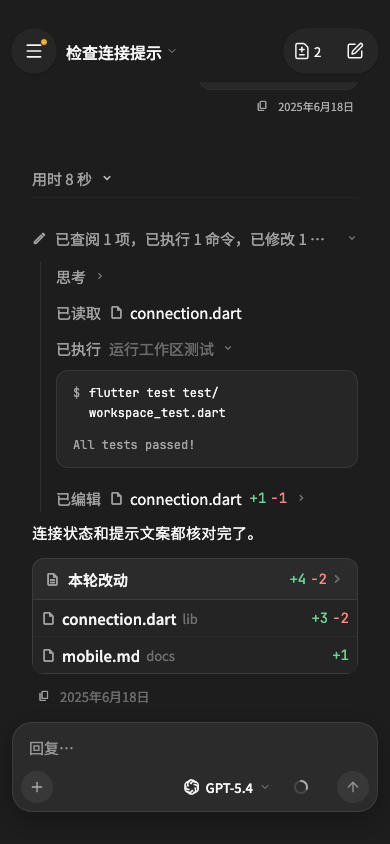 检查连接提示
2
2025年6月18日
用时 8 秒
已查阅 1 项，已执行 1 命令，已修改 1 …
思考
已读取 connection.dart
已执行 运行工作区测试
$ flutter test test/
workspace_test.dart
All tests passed!
已编辑 connection.dart +1 -1
连接状态和提示文案都核对完了。
本轮改动 +4 -2
connection.dart lib +3 -2
mobile.md docs +1
2025年6月18日
回复…
GPT-5.4